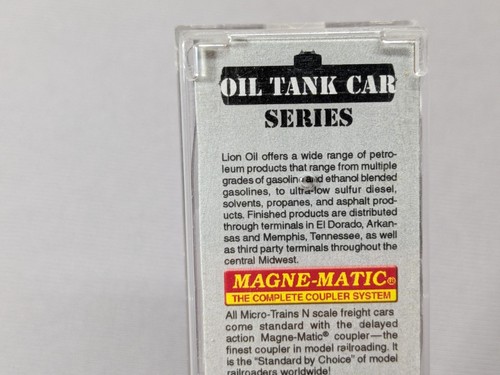 OIL TANK CAR
SERIES
Lion Oil offers a wide range of petro-
leum products that range from multiple
grades of gasoline and ethanol blended
gasolines, to ultra-low sulfur diesel,
solvents, propanes, and asphalt prod-
ucts. Finished products are distributed
through terminals in El Dorado, Arkan-
sas and Memphis, Tennessee, as well
as third party terminals throughout the
central Midwest.
MAGNE-MATIC®
THE COMPLETE COUPLER SYSTEM
All Micro-Trains N scale freight cars
come standard with the delayed
action Magne-Matic® coupler—the
finest coupler in model railroading. It
is the "Standard by Choice" of model
railroaders worldwide!